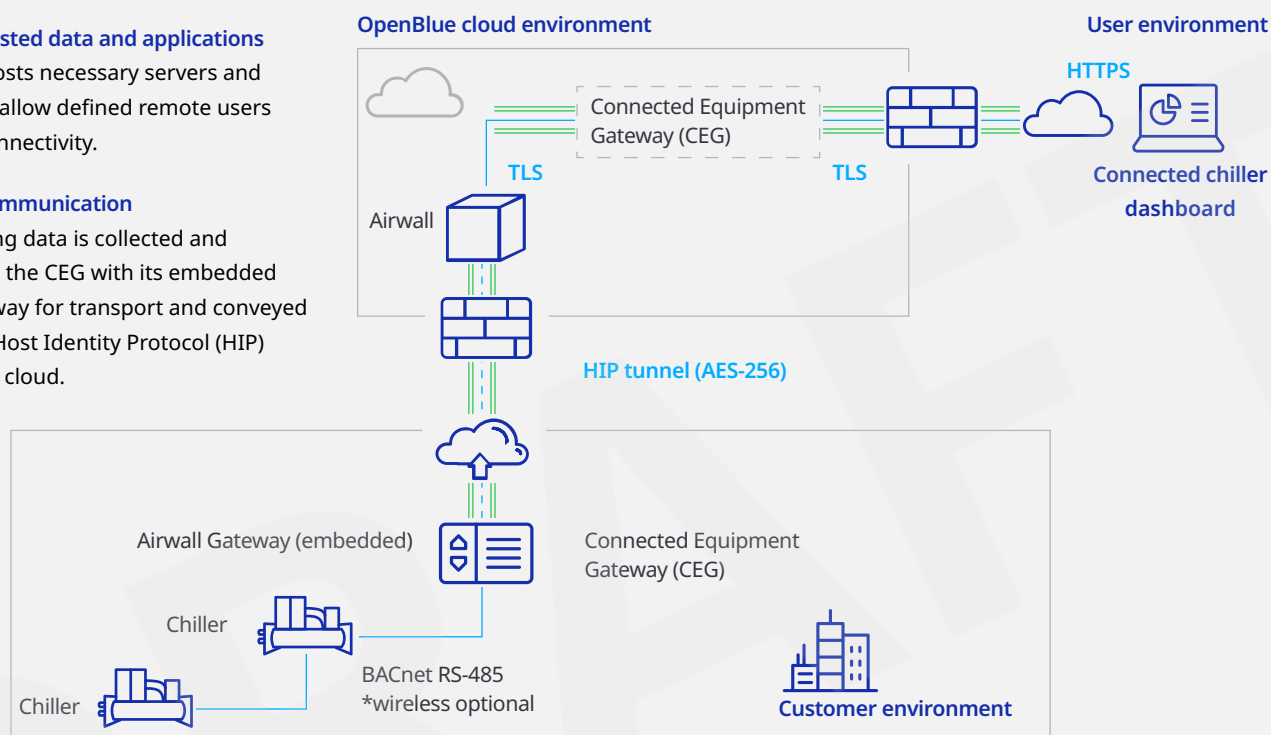 sted data and applications
osts necessary servers and
allow defined remote users
nnectivity.
mmunication
ng data is collected and
the CEG with its embedded
way for transport and conveyed
Host Identity Protocol (HIP)
cloud.
OpenBlue cloud environment
User environment
HTTPS
Connected Equipment
Gateway (CEG)
TLS
TLS
Connected chiller
dashboard
Airwall
HIP tunnel (AES-256)
Airwall Gateway (embedded)
Connected Equipment
Gateway (CEG)
Chiller
BACnet RS-485
*wireless optional
Chiller
Customer environment